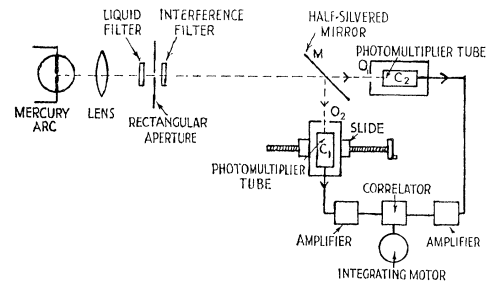 LIQUID
FILTER
INTERFERENCE
FILTER
HALF-SILVERED
MIRROR
M
PHOTOMULTIPLIER TUBE
O1
C2
MERCURY
ARC
LENS
RECTANGULAR
APERTURE
O2
SLIDE
C1
PHOTOMULTIPLIER
TUBE
CORRELATOR
AMPLIFIER
AMPLIFIER
INTEGRATING MOTOR